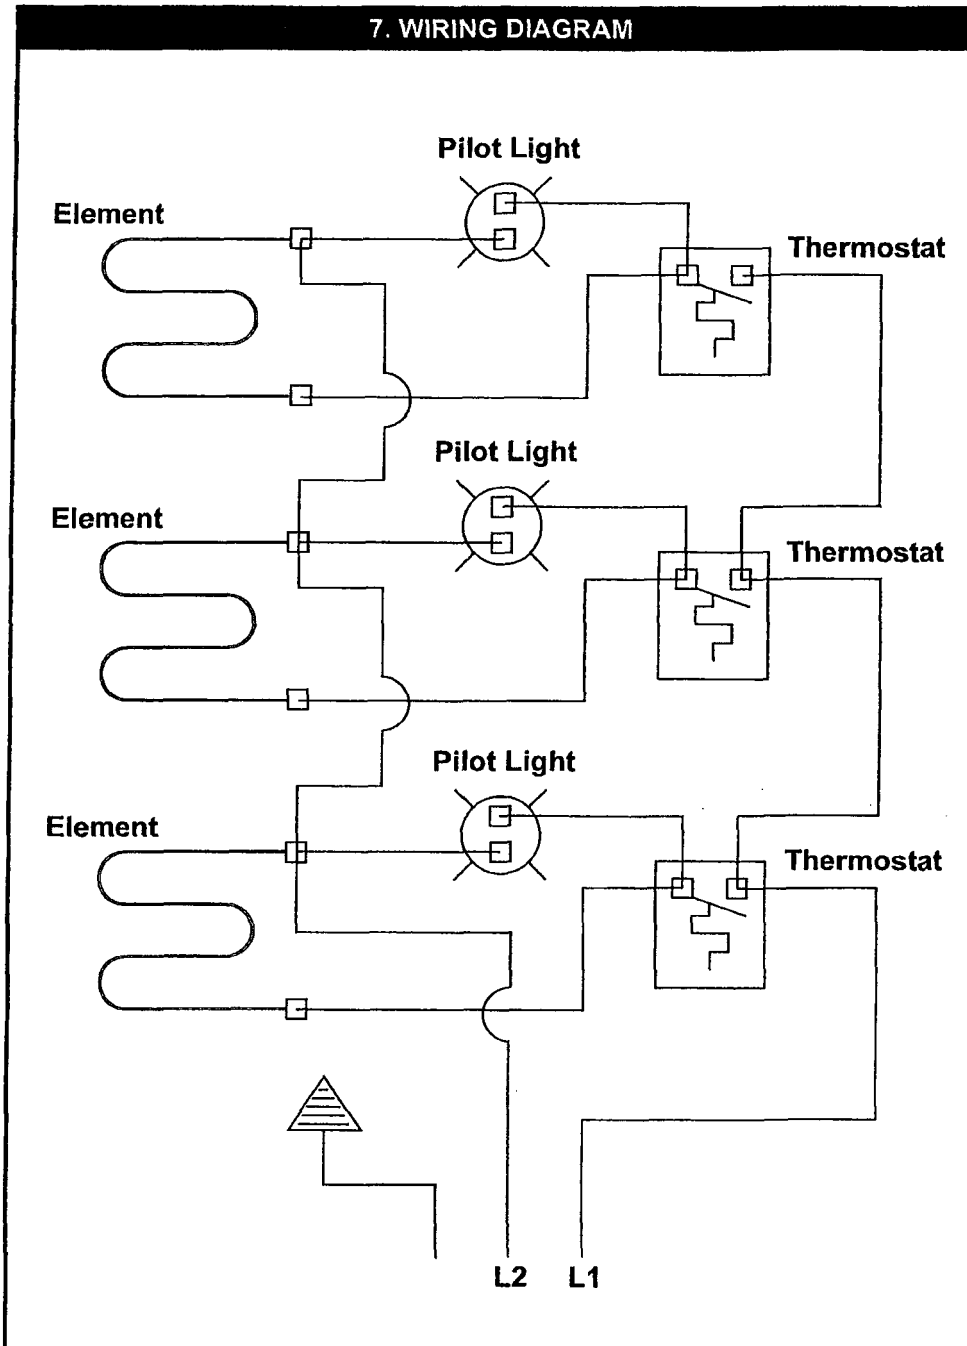 7. WIRING DIAGRAM
Pilot Light
Element
Thermostat
Pilot Light
Element
Thermostat
Pilot Light
Element
Thermostat
L2 L1